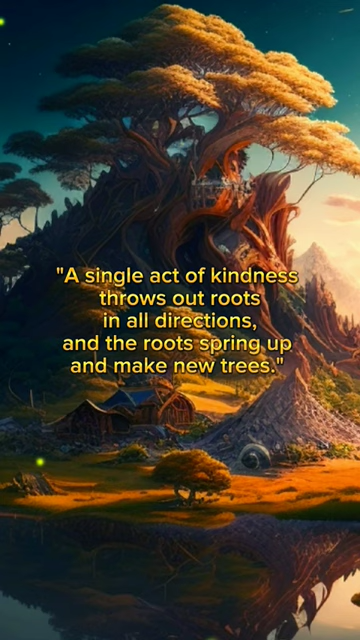 "A single act of kindness
throws out roots
in all directions,
and the roots spring up
and make new trees."